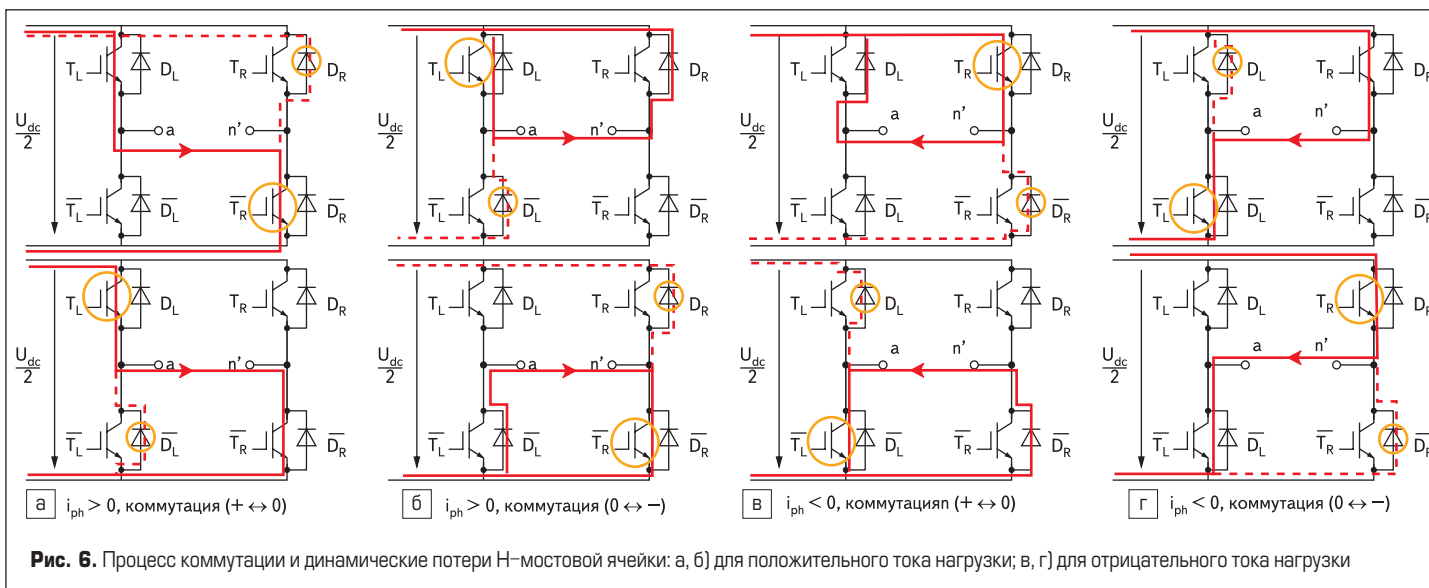 T_L D_L T_R D_R
U_dc/2 a n'
T̅_L D̅_L T̅_R D̅_R
T_L D_L T_R D_R
U_dc/2 a n'
T̅_L D̅_L T̅_R D̅_R
а i_ph > 0, коммутация (+ ↔ 0)
T_L D_L T_R D_R
U_dc/2 a n'
T̅_L D̅_L T̅_R D̅_R
T_L D_L T_R D_R
U_dc/2 a n'
T̅_L D̅_L T̅_R D̅_R
б i_ph > 0, коммутация (0 ↔ −)
T_L D_L T_R D_R
U_dc/2 a n'
T̅_L D̅_L T̅_R D̅_R
T_L D_L T_R D_R
U_dc/2 a n'
T̅_L D̅_L T̅_R D̅_R
в i_ph < 0, коммутацияn (+ ↔ 0)
T_L D_L T_R D_R
U_dc/2 a n'
T̅_L D̅_L T̅_R D̅_R
T_L D_L T_R D_R
U_dc/2 a n'
T̅_L D̅_L T̅_R D̅_R
г i_ph < 0, коммутация (0 ↔ −)
Рис. 6. Процесс коммутации и динамические потери Н–мостовой ячейки: а, б) для положительного тока нагрузки; в, г) для отрицательного тока нагрузки